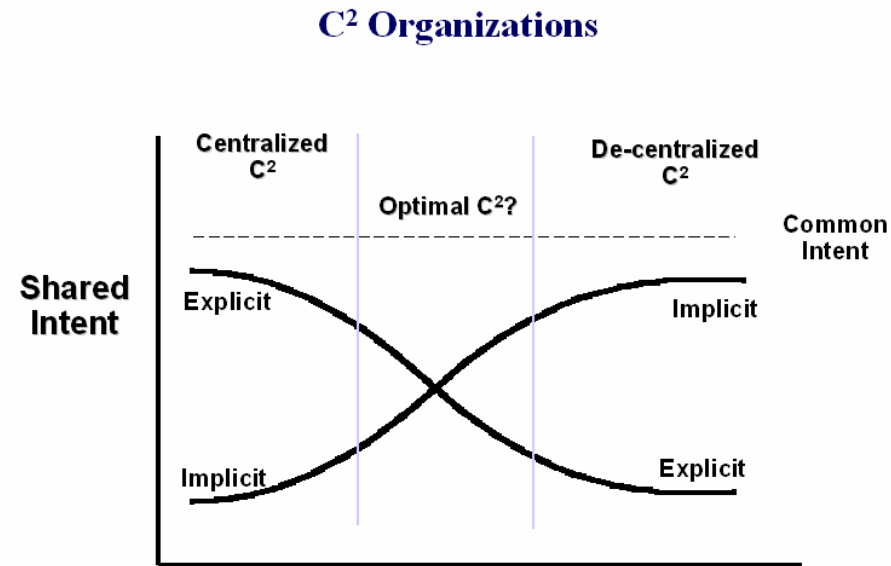 C² Organizations
Centralized
C²
De-centralized
C²
Optimal C²?
Common
Intent
Shared
Intent
Explicit
Implicit
Implicit
Explicit